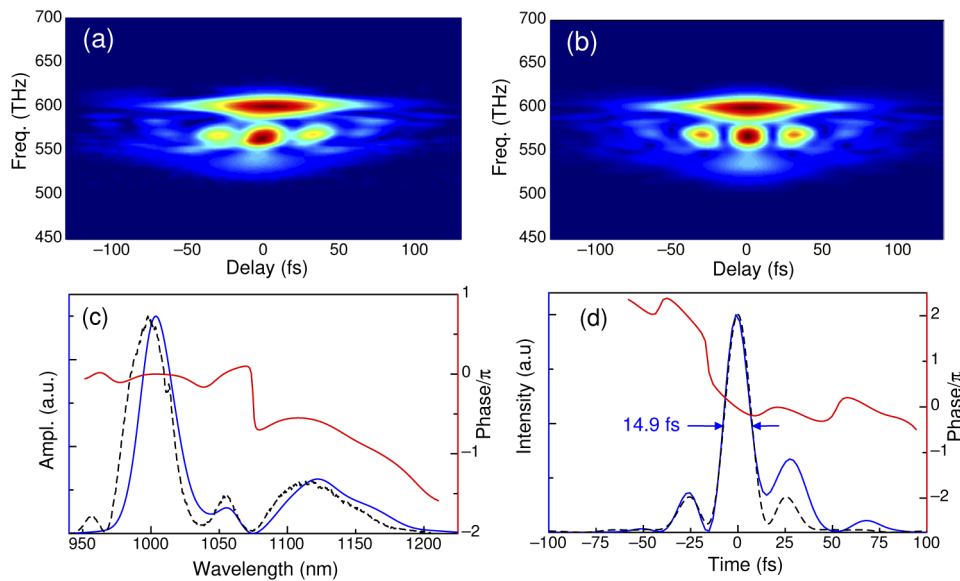 (a)
700
650
600
550
500
450
Freq. (THz)
−100 −50 0 50 100
Delay (fs)
(b)
700
650
600
550
500
450
Freq. (THz)
−100 −50 0 50 100
Delay (fs)
(c)
Ampl. (a.u.)
1
0
−1
−2
Phase/π
950 1000 1050 1100 1150 1200
Wavelength (nm)
(d)
14.9 fs
Intensity (a.u)
2
1
0
−1
−2
Phase/π
−100 −75 −50 −25 0 25 50 75 100
Time (fs)